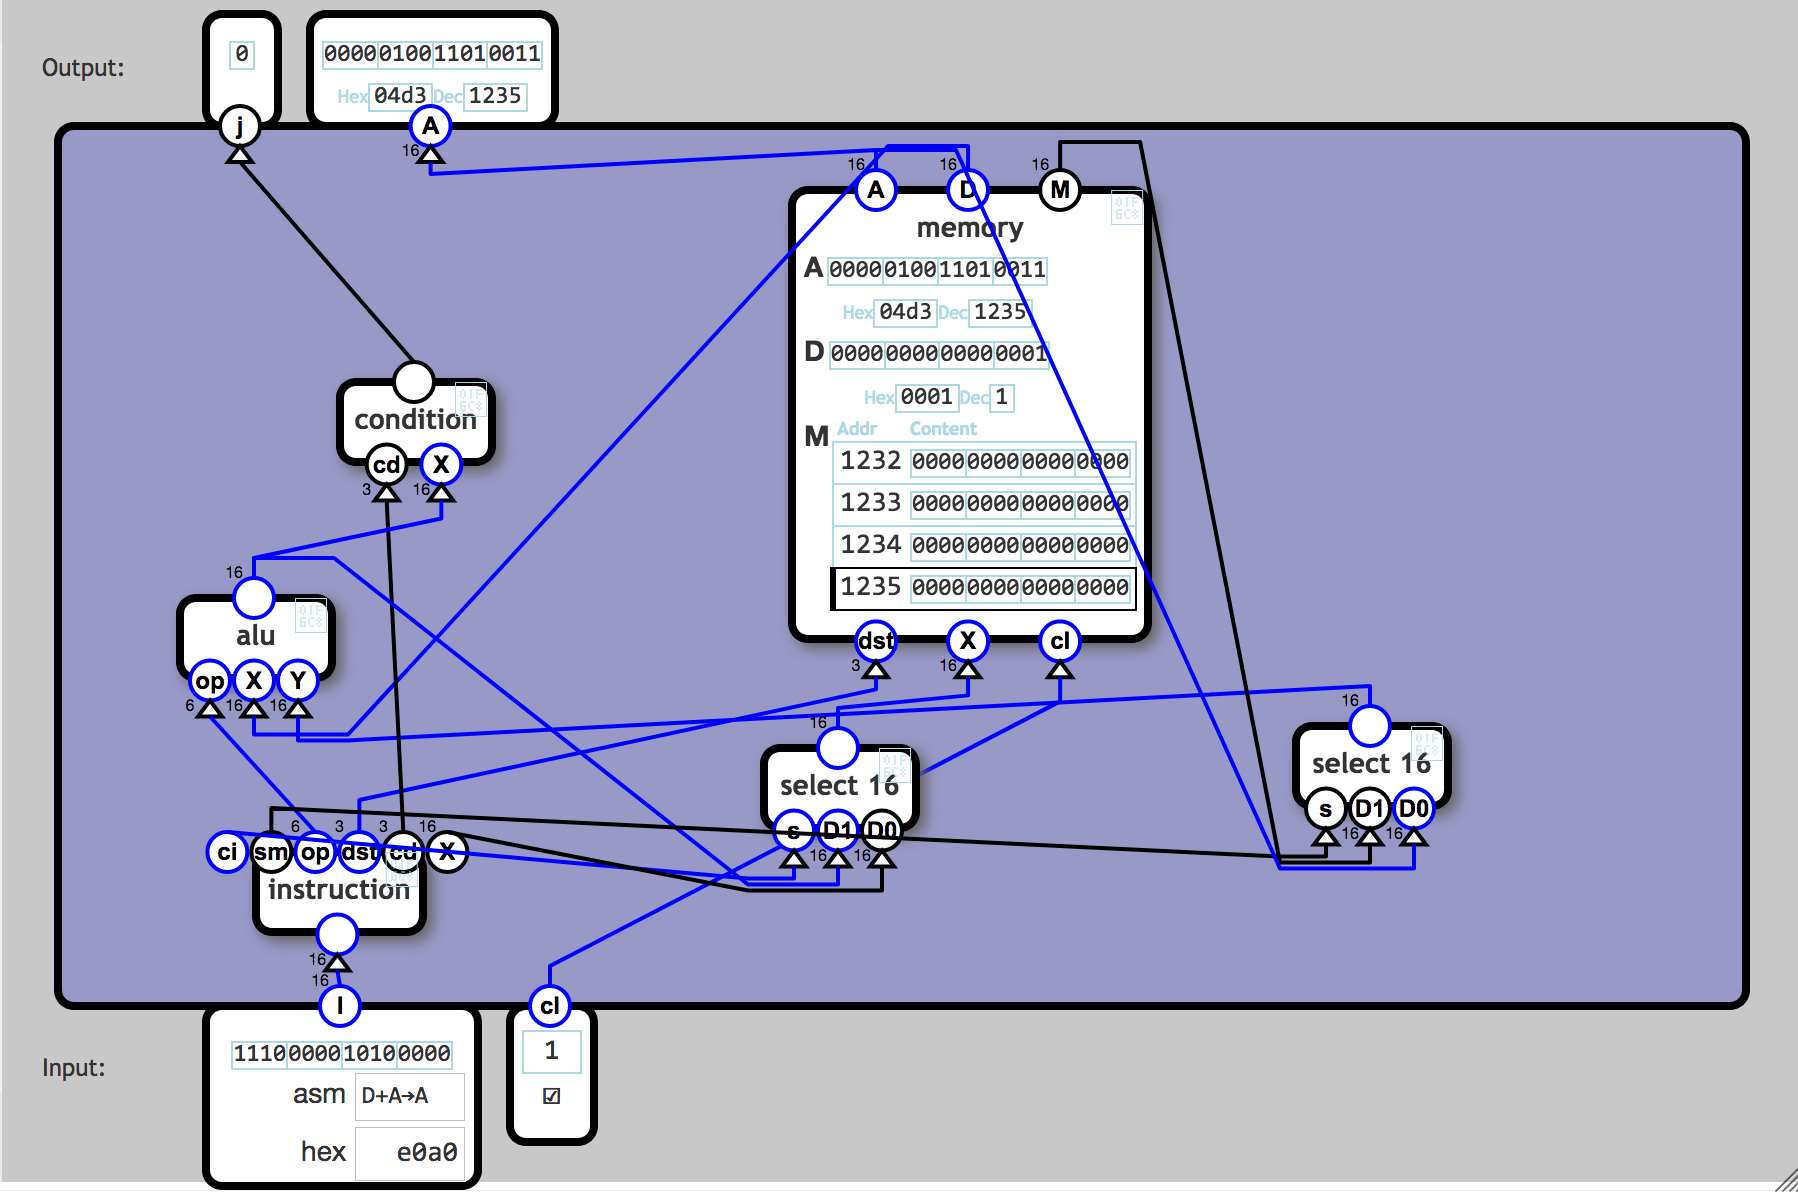 Output:
0
0000010011010011
Hex 04d3 Dec 1235
j
A
16
16
16
16
A
D
M
memory
A 0000010011010011
Hex 04d3 Dec 1235
D 0000000000000001
Hex 0001 Dec 1
M Addr Content
1232 0000000000000000
1233 0000000000000000
1234 0000000000000000
1235 0000000000000000
dst X cl
3 16
condition
cd X
3 16
16
alu
op X Y
6 16 16
16
select 16
s D1 D0
16 16
16
select 16
s D1 D0
16 16
6 3 3 16
ci sm op dst cd X
instruction
16
16
I
cl
Input:
1110000010100000
asm D+A→A
hex e0a0
1